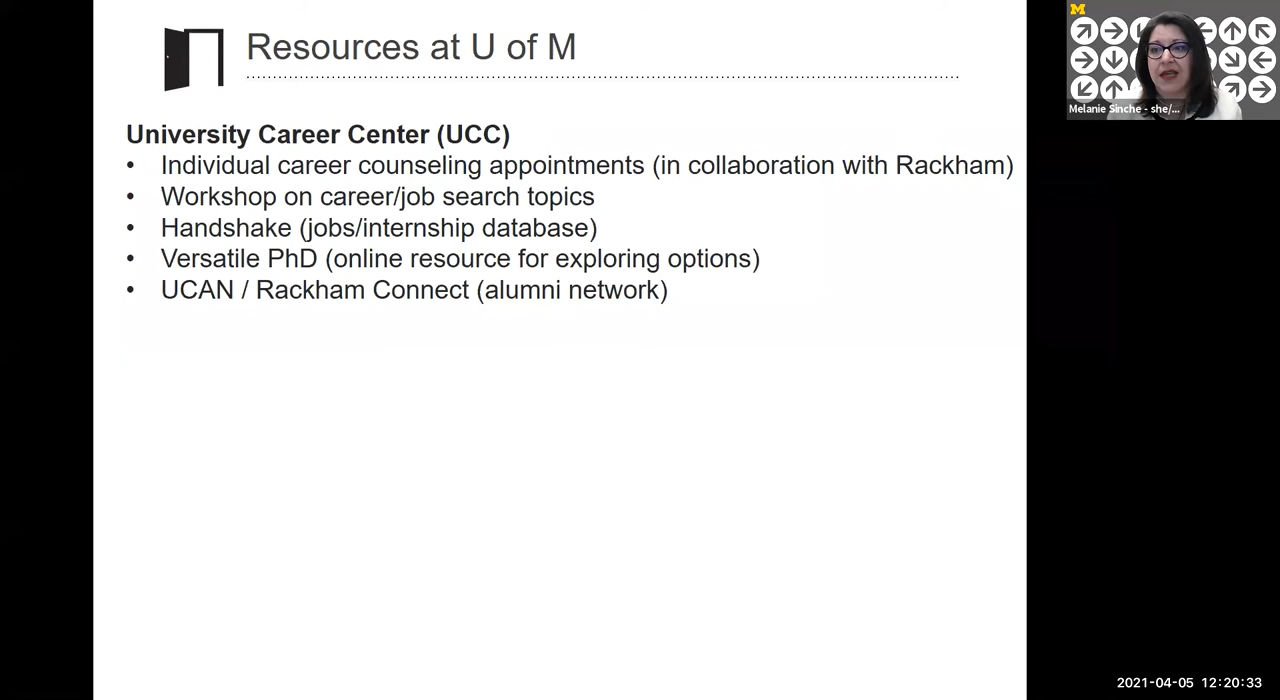 Resources at U of M
University Career Center (UCC)
• Individual career counseling appointments (in collaboration with Rackham)
• Workshop on career/job search topics
• Handshake (jobs/internship database)
• Versatile PhD (online resource for exploring options)
• UCAN / Rackham Connect (alumni network)
M
Melanie Sinche - she/...
2021-04-05 12:20:33